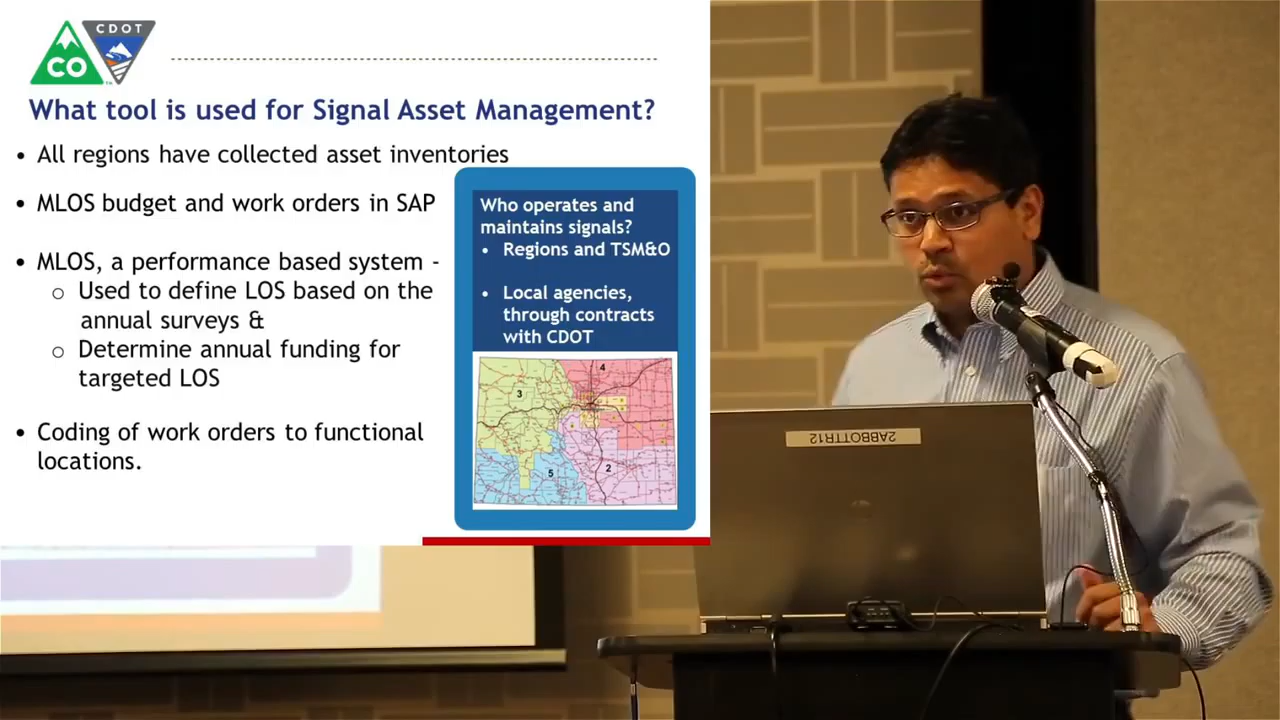 CDOT
CO
What tool is used for Signal Asset Management?
• All regions have collected asset inventories
• MLOS budget and work orders in SAP
• MLOS, a performance based system -
o Used to define LOS based on the
annual surveys &
o Determine annual funding for
targeted LOS
• Coding of work orders to functional
locations.
Who operates and
maintains signals?
• Regions and TSM&O
• Local agencies,
through contracts
with CDOT
4
3
2
5
2ABBOTTR12